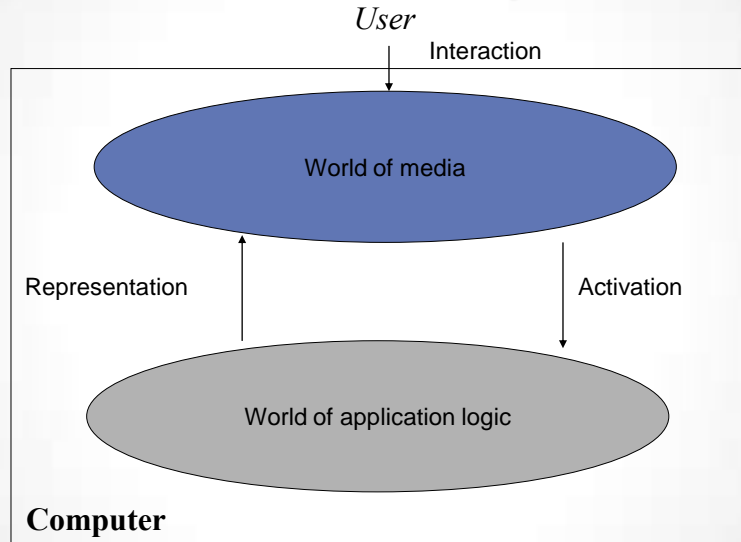 User
Interaction
World of media
Representation
Activation
World of application logic
Computer